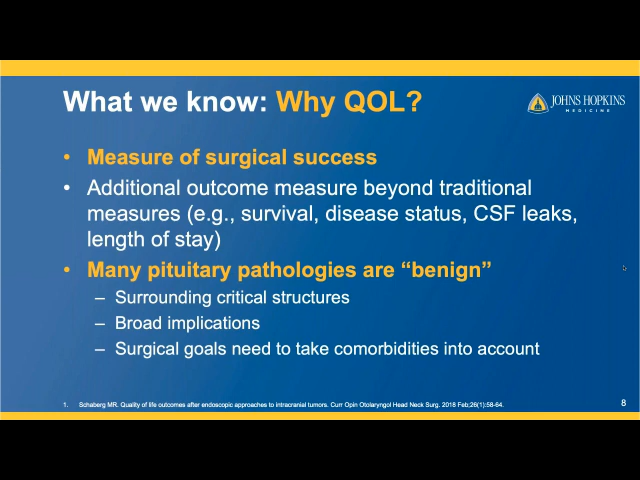 What we know: Why QOL?
JOHNS HOPKINS
MEDICINE
• Measure of surgical success
• Additional outcome measure beyond traditional
measures (e.g., survival, disease status, CSF leaks,
length of stay)
• Many pituitary pathologies are “benign”
– Surrounding critical structures
– Broad implications
– Surgical goals need to take comorbidities into account
1. Schaberg MR. Quality of life outcomes after endoscopic approaches to intracranial tumors. Curr Opin Otolaryngol Head Neck Surg. 2018 Feb;26(1):58-64.
8